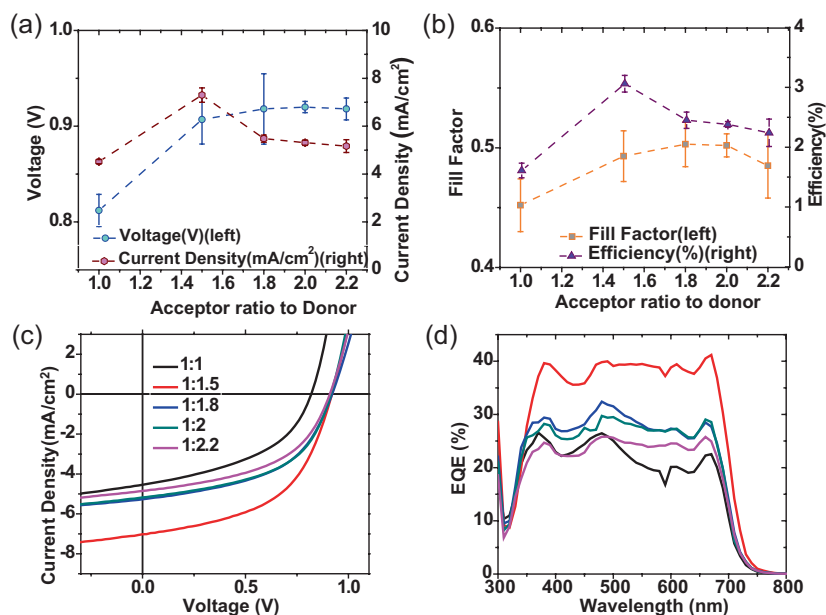 (a)
1.0
0.9
0.8
Voltage (V)
10
8
6
4
2
0
Current Density (mA/cm²)
Voltage(V)(left)
Current Density(mA/cm²)(right)
1.0 1.2 1.4 1.6 1.8 2.0 2.2
Acceptor ratio to Donor
(b)
0.6
0.5
0.4
Fill Factor
4
3
2
1
0
Efficiency(%)
Fill Factor(left)
Efficiency(%)(right)
1.0 1.2 1.4 1.6 1.8 2.0 2.2
Acceptor ratio to donor
(c)
2
0
-2
-4
-6
-8
Current Density(mA/cm²)
1:1
1:1.5
1:1.8
1:2
1:2.2
0.0 0.5 1.0
Voltage (V)
(d)
40
30
20
10
0
EQE (%)
300 400 500 600 700 800
Wavelength (nm)